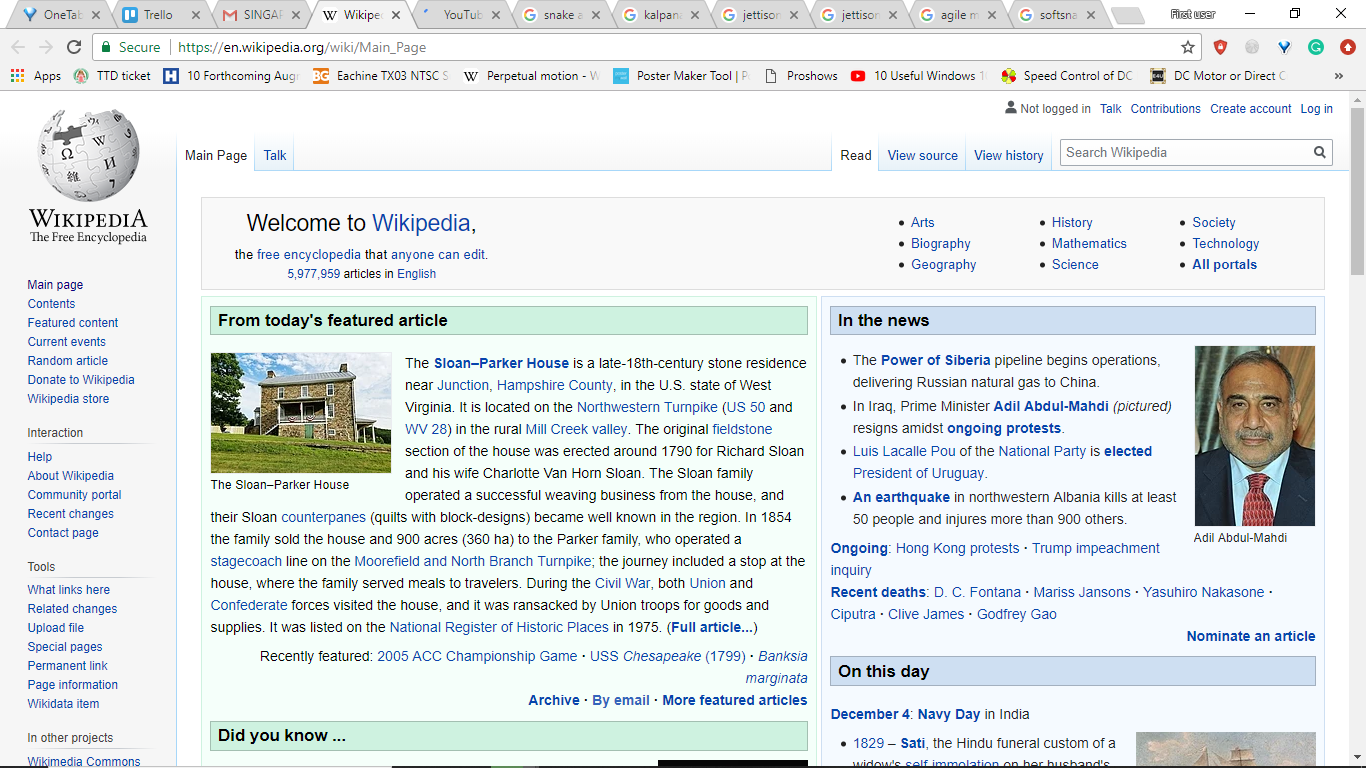 OneTab
Trello
SINGAP
Wikipe
YouTub
snake a
kalpana
jettison
jettison
agile m
softsna
First user
Secure
https://en.wikipedia.org/wiki/Main_Page
Apps
TTD ticket
10 Forthcoming Aug
Eachine TX03 NTSC S
Perpetual motion - W
Poster Maker Tool | P
Proshows
10 Useful Windows 1
Speed Control of DC
DC Motor or Direct C
Not logged in Talk Contributions Create account Log in
WIKIPEDIA
The Free Encyclopedia
Main Page
Talk
Read
View source
View history
Search Wikipedia
Main page
Contents
Featured content
Current events
Random article
Donate to Wikipedia
Wikipedia store
Interaction
Help
About Wikipedia
Community portal
Recent changes
Contact page
Tools
What links here
Related changes
Upload file
Special pages
Permanent link
Page information
Wikidata item
In other projects
Wikimedia Commons
Welcome to Wikipedia,
the free encyclopedia that anyone can edit.
5,977,959 articles in English
Arts
Biography
Geography
History
Mathematics
Science
Society
Technology
All portals
From today's featured article
The Sloan–Parker House
The Sloan–Parker House is a late-18th-century stone residence
near Junction, Hampshire County, in the U.S. state of West
Virginia. It is located on the Northwestern Turnpike (US 50 and
WV 28) in the rural Mill Creek valley. The original fieldstone
section of the house was erected around 1790 for Richard Sloan
and his wife Charlotte Van Horn Sloan. The Sloan family
operated a successful weaving business from the house, and
their Sloan counterpanes (quilts with block-designs) became well known in the region. In 1854
the family sold the house and 900 acres (360 ha) to the Parker family, who operated a
stagecoach line on the Moorefield and North Branch Turnpike; the journey included a stop at the
house, where the family served meals to travelers. During the Civil War, both Union and
Confederate forces visited the house, and it was ransacked by Union troops for goods and
supplies. It was listed on the National Register of Historic Places in 1975. (Full article...)
Recently featured: 2005 ACC Championship Game · USS Chesapeake (1799) · Banksia
marginata
Archive · By email · More featured articles
Did you know ...
In the news
The Power of Siberia pipeline begins operations,
delivering Russian natural gas to China.
In Iraq, Prime Minister Adil Abdul-Mahdi (pictured)
resigns amidst ongoing protests.
Luis Lacalle Pou of the National Party is elected
President of Uruguay.
An earthquake in northwestern Albania kills at least
50 people and injures more than 900 others.
Adil Abdul-Mahdi
Ongoing: Hong Kong protests · Trump impeachment
inquiry
Recent deaths: D. C. Fontana · Mariss Jansons · Yasuhiro Nakasone ·
Ciputra · Clive James · Godfrey Gao
Nominate an article
On this day
December 4: Navy Day in India
1829 – Sati, the Hindu funeral custom of a
widow's self immolation on her husband's